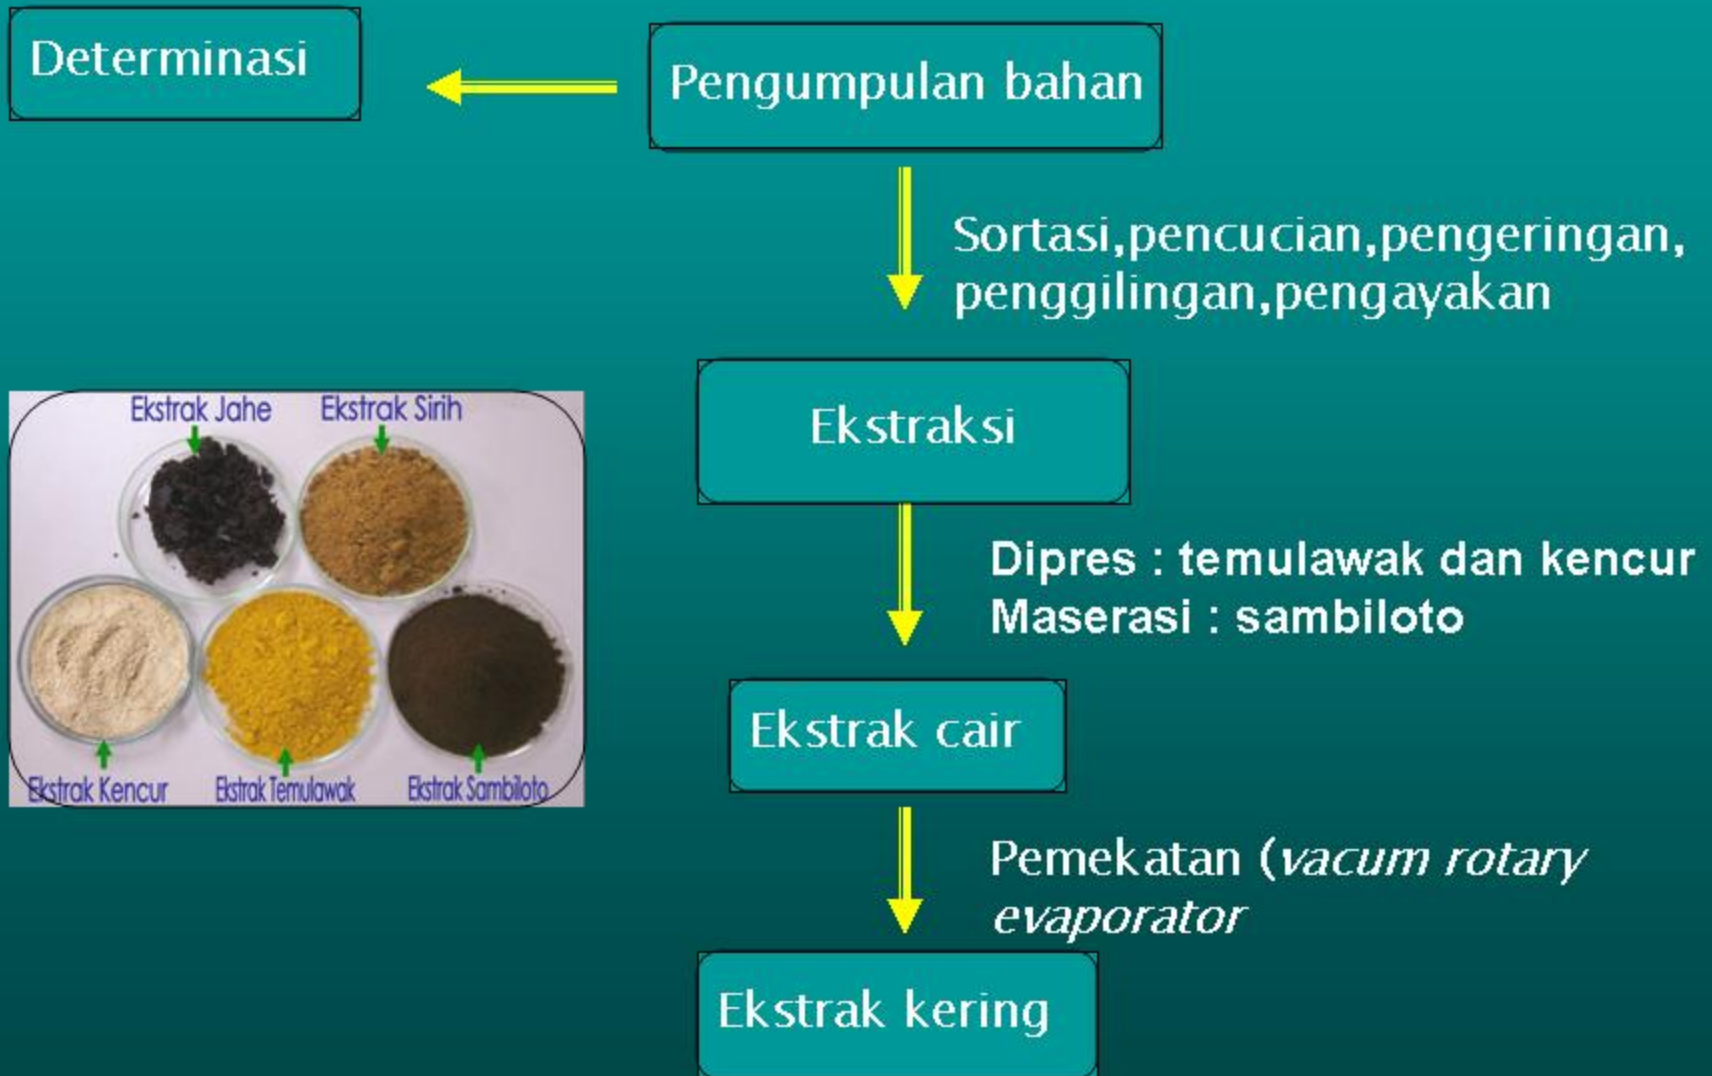 Determinasi
Pengumpulan bahan
Sortasi,pencucian,pengeringan,
penggilingan,pengayakan
Ekstraksi
Ekstrak Jahe
Ekstrak Sirih
Ekstrak Kencur
Ekstrak Temulawak
Ekstrak Sambiloto
Dipres : temulawak dan kencur
Maserasi : sambiloto
Ekstrak cair
Pemekatan (vacum rotary
evaporator
Ekstrak kering